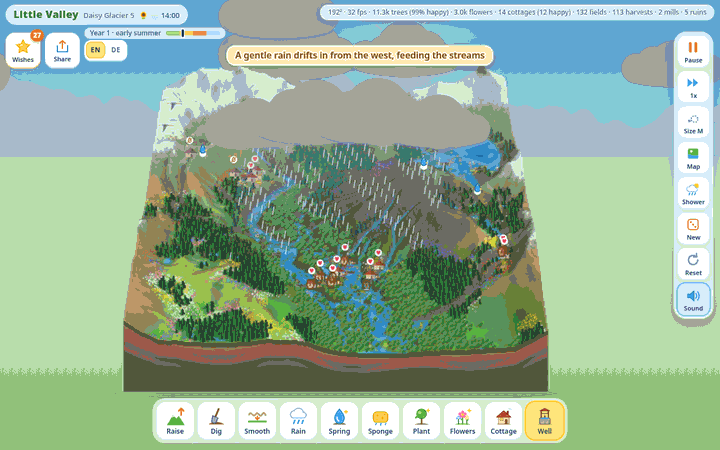 Little Valley Daisy Glacier 5 14:00
192² · 32 fps · 11.3k trees (99% happy) · 3.0k flowers · 14 cottages (12 happy) · 132 fields · 113 harvests · 2 mills · 5 ruins
27
Wishes
Share
Year 1 · early summer
EN DE
A gentle rain drifts in from the west, feeding the streams
Pause
1x
Size M
Map
Shower
New
Reset
Sound
Raise Dig Smooth Rain Spring Sponge Plant Flowers Cottage Well